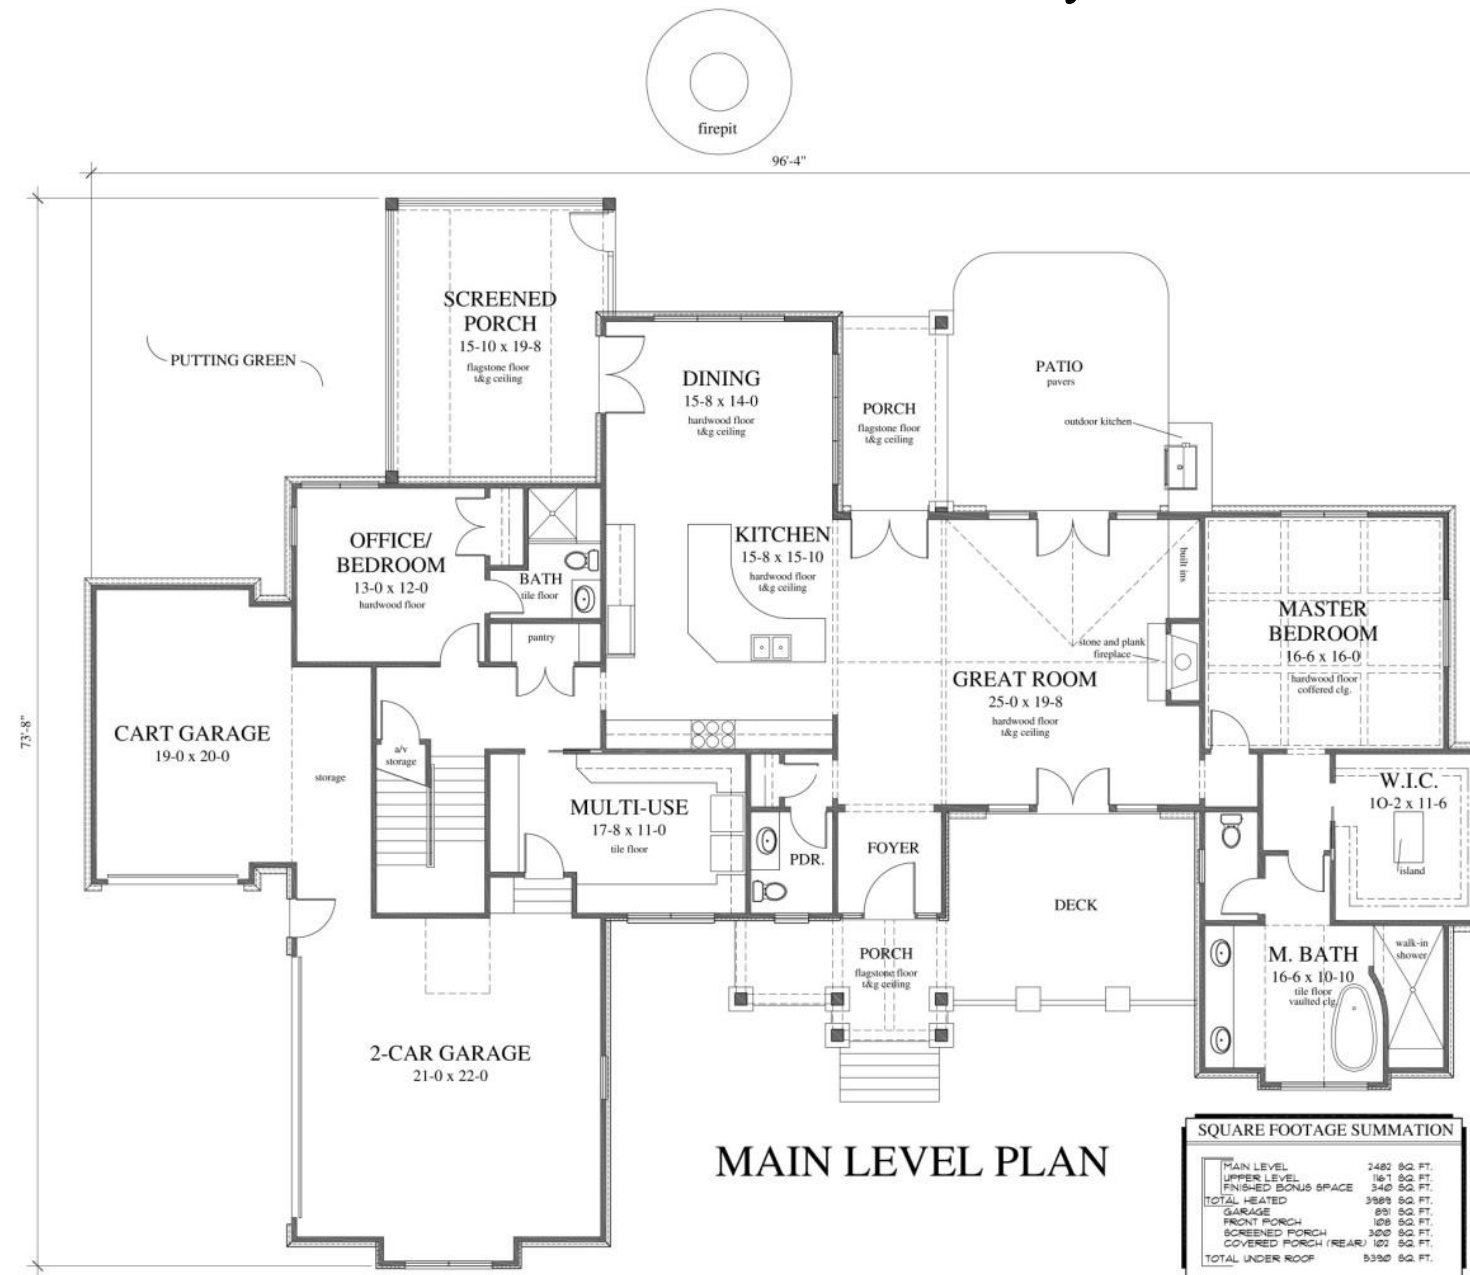 firepit
96'-4"
73'-8"
SCREENED
PORCH
15-10 x 19-8
flagstone floor
t&g ceiling
PUTTING GREEN
DINING
15-8 x 14-0
hardwood floor
t&g ceiling
PORCH
flagstone floor
t&g ceiling
PATIO
pavers
outdoor kitchen
OFFICE/
BEDROOM
13-0 x 12-0
hardwood floor
BATH
tile floor
pantry
KITCHEN
15-8 x 15-10
hardwood floor
t&g ceiling
built ins
stone and plank
fireplace
MASTER
BEDROOM
16-6 x 16-0
hardwood floor
coffered clg.
GREAT ROOM
25-0 x 19-8
hardwood floor
t&g ceiling
CART GARAGE
19-0 x 20-0
storage
a/v
storage
MULTI-USE
17-8 x 11-0
tile floor
PDR.
FOYER
W.I.C.
1O-2 x 11-6
island
DECK
PORCH
flagstone floor
t&g ceiling
M. BATH
16-6 x 10-10
tile floor
vaulted clg.
walk-in
shower
2-CAR GARAGE
21-0 x 22-0
MAIN LEVEL PLAN
SQUARE FOOTAGE SUMMATION
MAIN LEVEL 2482 SQ. FT.
UPPER LEVEL 1167 SQ. FT.
FINISHED BONUS SPACE 340 SQ. FT.
TOTAL HEATED 3989 SQ. FT.
GARAGE 891 SQ. FT.
FRONT PORCH 108 SQ. FT.
SCREENED PORCH 300 SQ. FT.
COVERED PORCH (REAR) 102 SQ. FT.
TOTAL UNDER ROOF 5390 SQ. FT.